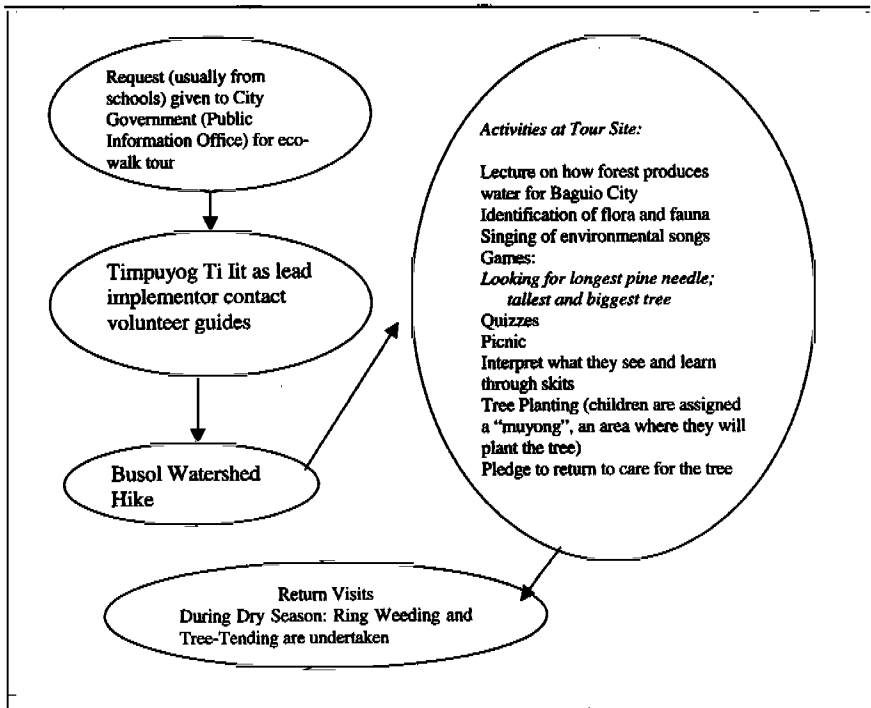 Request (usually from
schools) given to City
Government (Public
Information Office) for eco-
walk tour
Timpuyog Ti Iit as lead
implementor contact
volunteer guides
Busol Watershed
Hike
Activities at Tour Site:
Lecture on how forest produces
water for Baguio City
Identification of flora and fauna
Singing of environmental songs
Games:
Looking for longest pine needle;
tallest and biggest tree
Quizzes
Picnic
Interpret what they see and learn
through skits
Tree Planting (children are assigned
a “muyong”, an area where they will
plant the tree)
Pledge to return to care for the tree
Return Visits
During Dry Season: Ring Weeding and
Tree-Tending are undertaken